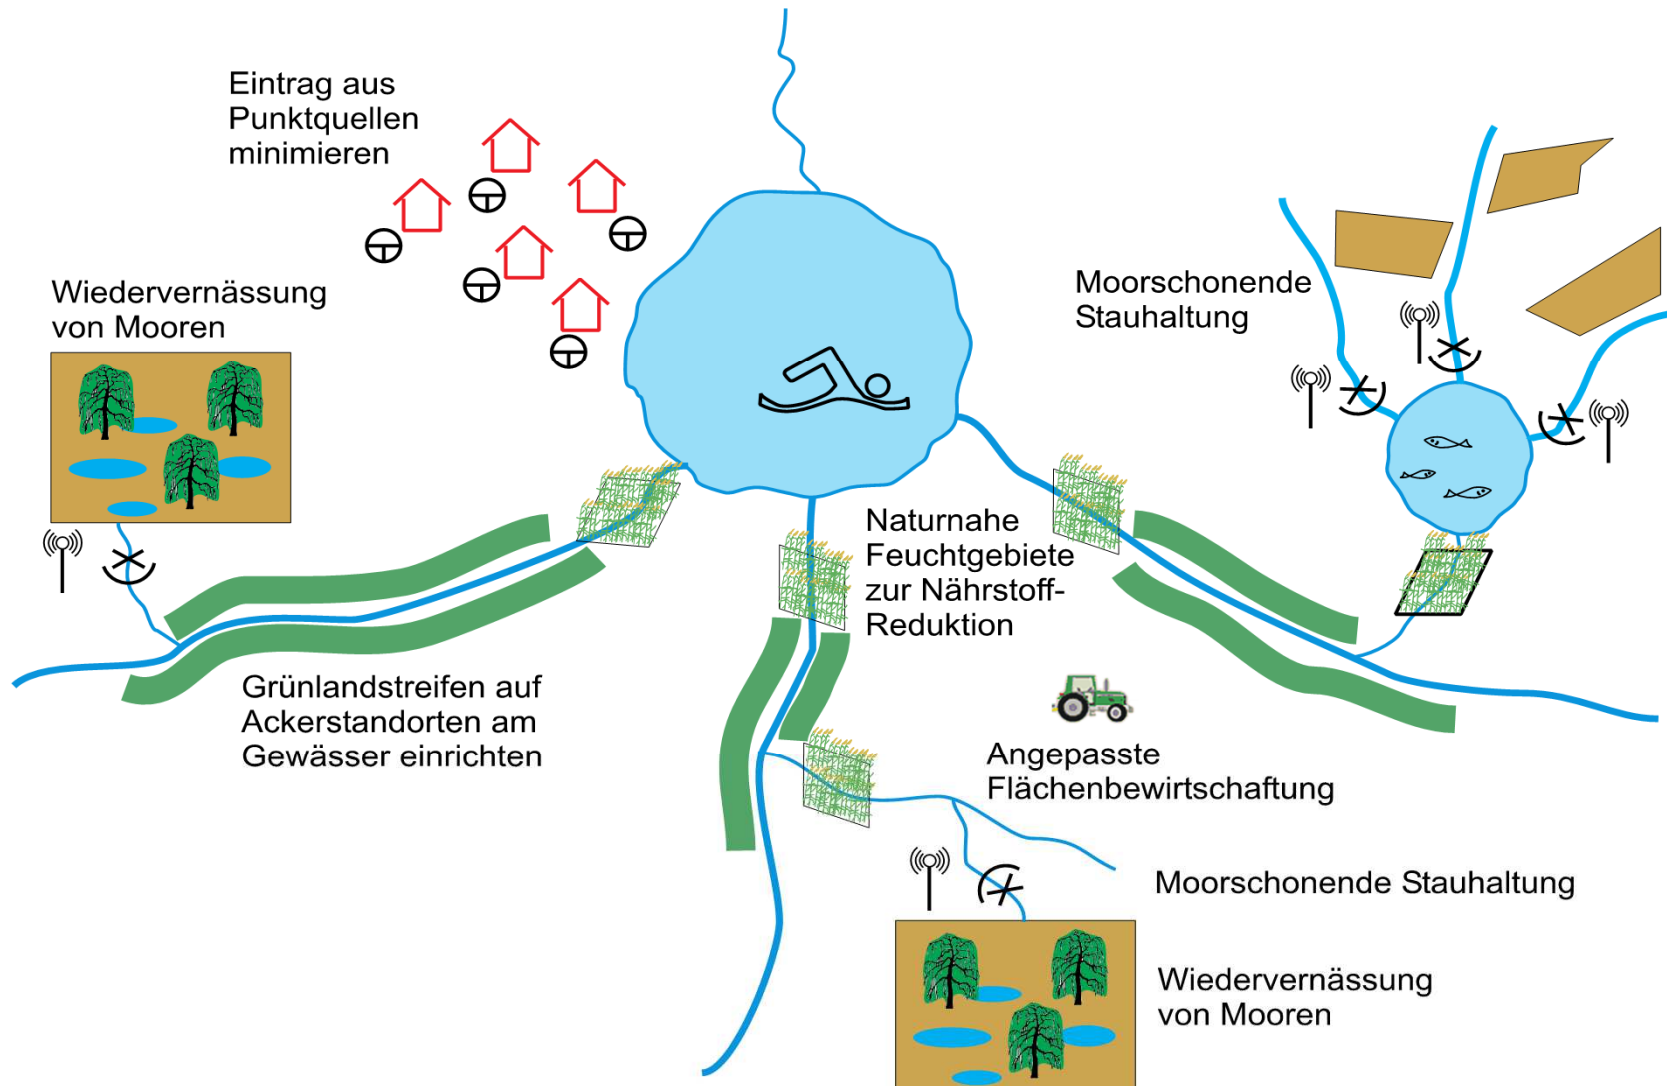 Eintrag aus
Punktquellen
minimieren
Wiedervernässung
von Mooren
Moorschonende
Stauhaltung
Naturnahe
Feuchtgebiete
zur Nährstoff-
Reduktion
Grünlandstreifen auf
Ackerstandorten am
Gewässer einrichten
Angepasste
Flächenbewirtschaftung
Moorschonende Stauhaltung
Wiedervernässung
von Mooren